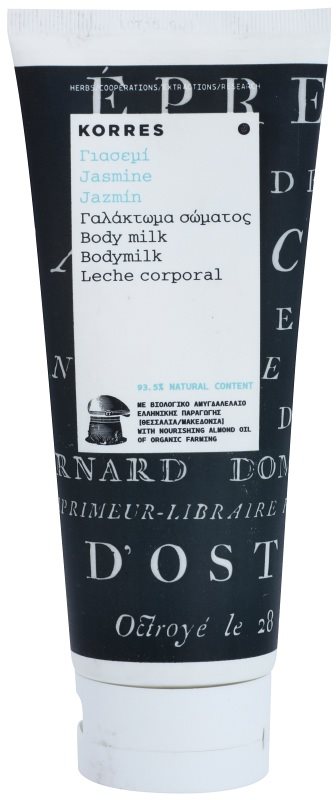 HERBS/COOPERATIONS/EXTRACTIONS/RESEARCH
ÉPRE
KORRES
Γιασεμί
Jasmine
Jazmín
Γαλάκτωμα σώματος
Body milk
Bodymilk
Leche corporal
D
A C
E
N E
D
93.5% NATURAL CONTENT
ΜΕ ΒΙΟΛΟΓΙΚΟ ΑΜΥΓΔΑΛΕΛΑΙΟ
ΕΛΛΗΝΙΚΗΣ ΠΑΡΑΓΩΓΗΣ
[ΘΕΣΣΑΛΙΑ/ΜΑΚΕΔΟΝΙΑ]
WITH NOURISHING ALMOND OIL
OF ORGANIC FARMING
RNARD DOM
PRIMEUR-LIBRAIRE
D'OST
Octroyé le 28